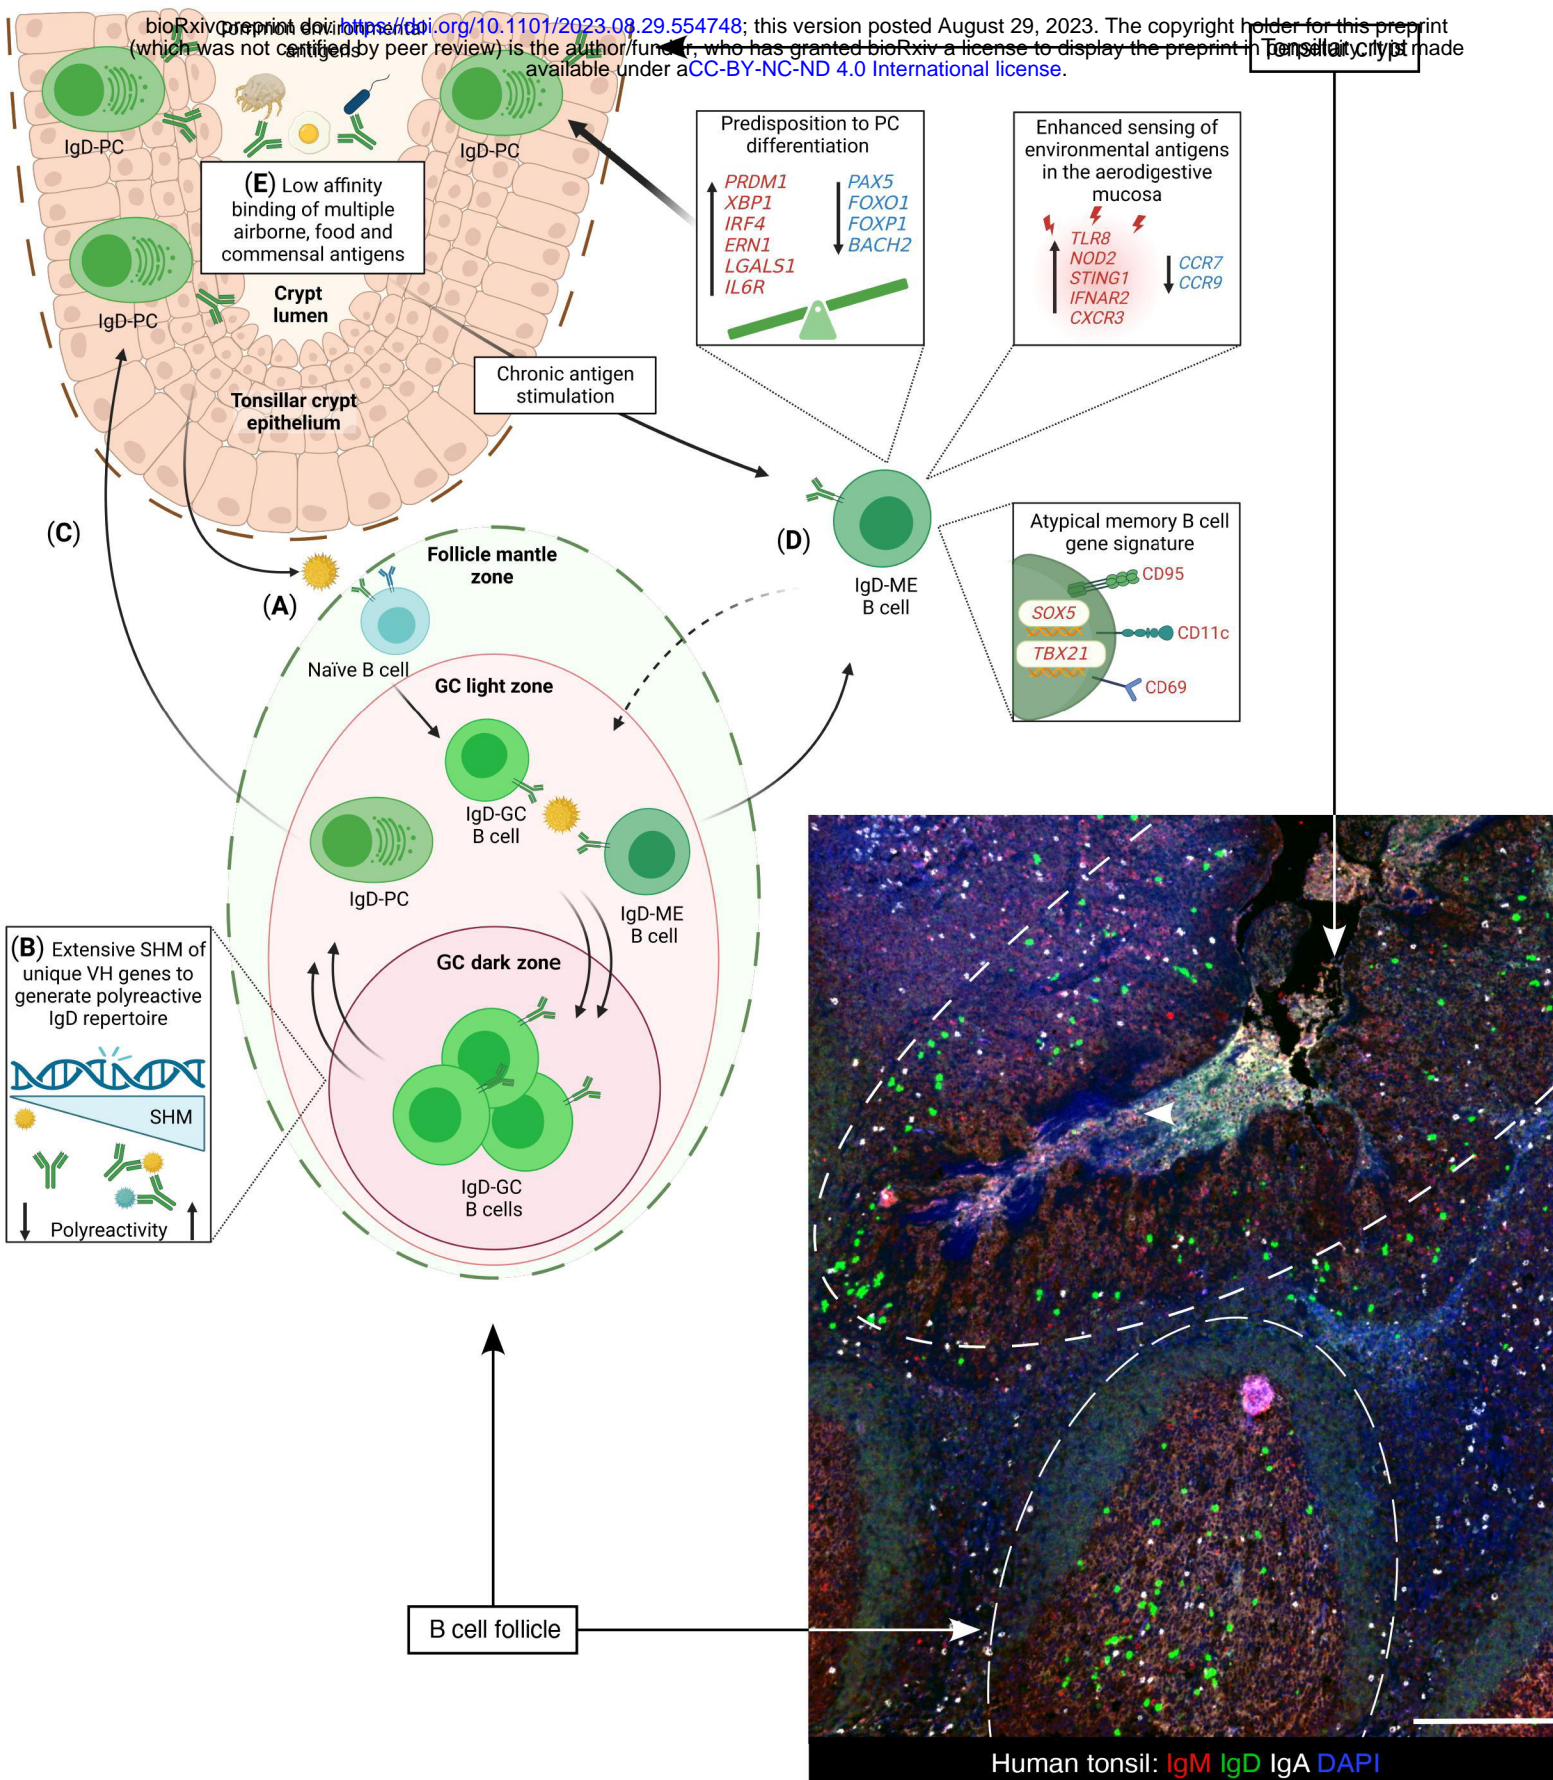 bioRxiv preprint doi: https://doi.org/10.1101/2023.08.29.554748; this version posted August 29, 2023. The copyright holder for this preprint
(which was not certified by peer review) is the author/funder, who has granted bioRxiv a license to display the preprint in perpetuity. It is made
available under aCC-BY-NC-ND 4.0 International license.
Common environmental
antigens
Tonsillar crypt
IgD-PC
IgD-PC
IgD-PC
(E) Low affinity
binding of multiple
airborne, food and
commensal antigens
Crypt
lumen
Tonsillar crypt
epithelium
Predisposition to PC
differentiation
PRDM1
XBP1
IRF4
ERN1
LGALS1
IL6R
PAX5
FOXO1
FOXP1
BACH2
Enhanced sensing of
environmental antigens
in the aerodigestive
mucosa
TLR8
NOD2
STING1
IFNAR2
CXCR3
CCR7
CCR9
Chronic antigen
stimulation
(C)
(A)
(D)
IgD-ME
B cell
Atypical memory B cell
gene signature
CD95
SOX5
CD11c
TBX21
CD69
Follicle mantle
zone
Naïve B cell
GC light zone
IgD-GC
B cell
IgD-PC
IgD-ME
B cell
GC dark zone
IgD-GC
B cells
(B) Extensive SHM of
unique VH genes to
generate polyreactive
IgD repertoire
SHM
Polyreactivity
B cell follicle
Human tonsil: IgM IgD IgA DAPI